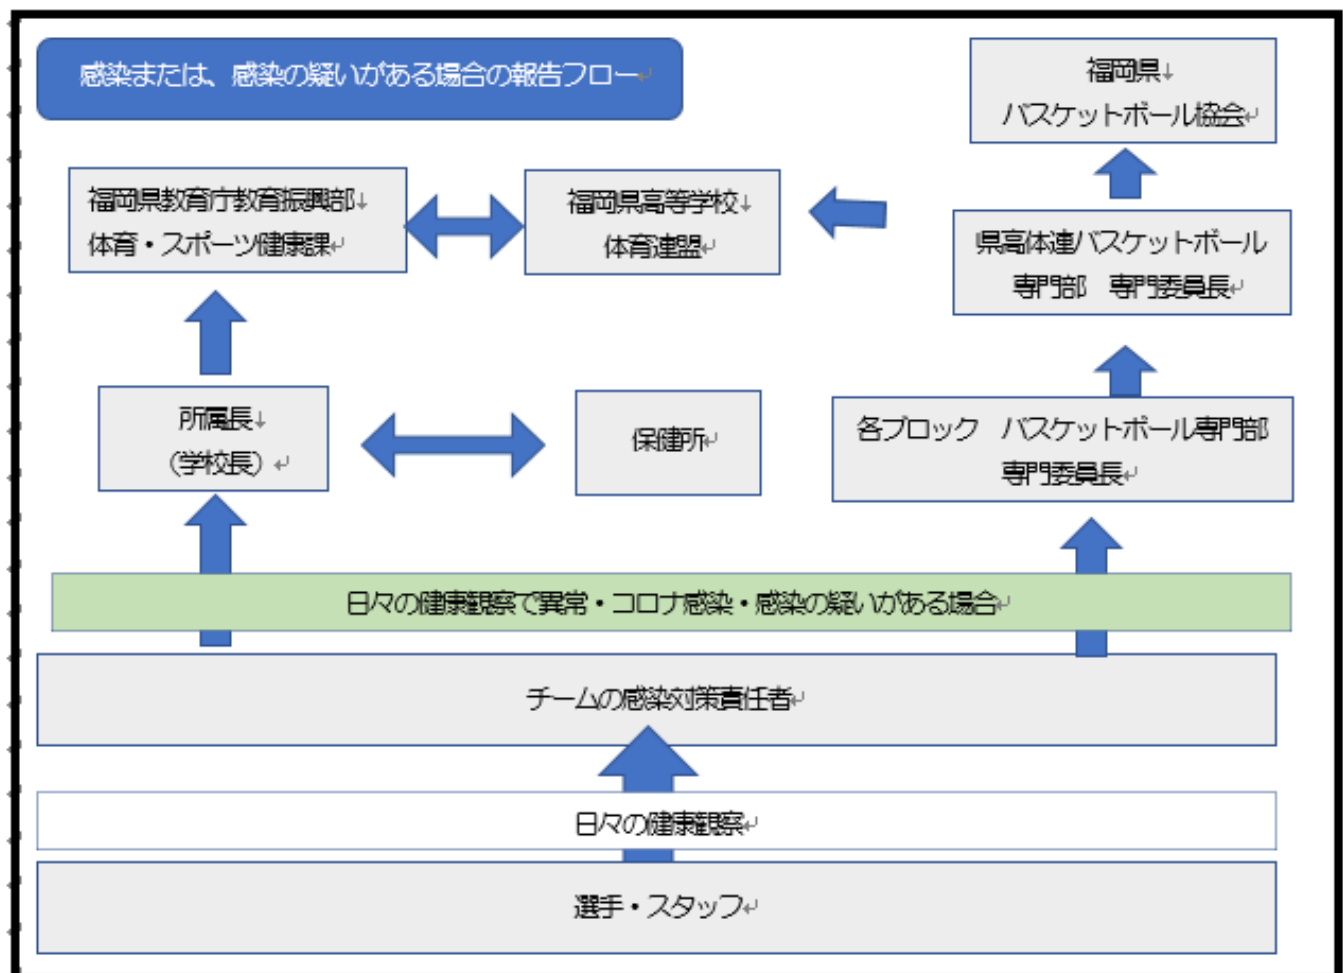 感染または、感染の疑いがある場合の報告フロー
福岡県
バスケットボール協会
福岡県教育庁教育振興部
体育・スポーツ健康課
福岡県高等学校
体育連盟
県高体連バスケットボール
専門部　専門委員長
所属長
（学校長）
保健所
各ブロック　バスケットボール専門部
専門委員長
日々の健康観察で異常・コロナ感染・感染の疑いがある場合
チームの感染対策責任者
日々の健康観察
選手・スタッフ